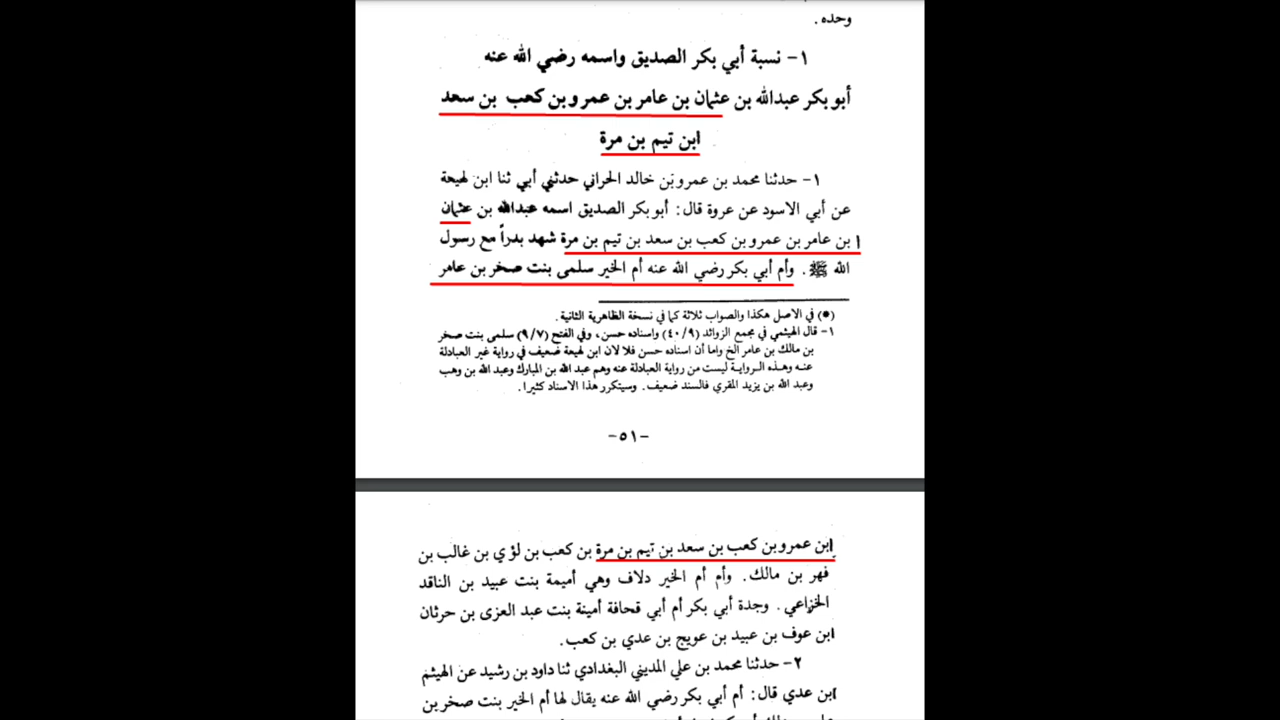 وحده .
١- نسبة أبي بكر الصديق واسمه رضي الله عنه
أبو بكر عبدالله بن عثمان بن عامر بن عمرو بن كعب بن سعد
ابن تيم بن مرة
١- حدثنا محمد بن عمرو بن خالد الحراني حدثني أبي ثنا ابن لهيعة
عن أبي الاسود عن عروة قال: أبو بكر الصديق اسمه عبدالله بن عثمان
ابن عامر بن عمرو بن كعب بن سعد بن تيم بن مرة شهد بدراً مع رسول
الله ﷺ. وأم أبي بكر رضي الله عنه أم الخير سلمى بنت صخر بن عامر
(●) في الاصل هكذا والصواب ثلاثة كما في نسخة الظاهرية الثانية .
١- قال الهيثمي في مجمع الزوائد (٤٠/٩) واسناده حسن، وفي الفتح (٩/٧) سلمى بنت صخر
بن مالك بن عامر الخ واما أن اسناده حسن فلا لان ابن لهيعة ضعيف في رواية غير العبادلة
عنه وهذه الرواية ليست من رواية العبادلة عنه وهم عبد الله بن المبارك وعبد الله بن وهب
وعبد الله بن يزيد المقري فالسند ضعيف. وسيتكرر هذا الاسناد كثيرا.
-٥١-
ابن عمرو بن كعب بن سعد بن تيم بن مرة بن كعب بن لؤي بن غالب بن
فهر بن مالك. وأم أم الخير دلاف وهي أميمة بنت عبيد بن الناقد
الخزاعي. وجدة أبي بكر أم أبي قحافة أمينة بنت عبد العزى بن حرثان
ابن عوف بن عبيد بن عويج بن عدي بن كعب.
٢- حدثنا محمد بن علي المديني البغدادي ثنا داود بن رشيد عن الهيثم
ابن عدي قال: أم أبي بكر رضي الله عنه يقال لها أم الخير بنت صخر بن